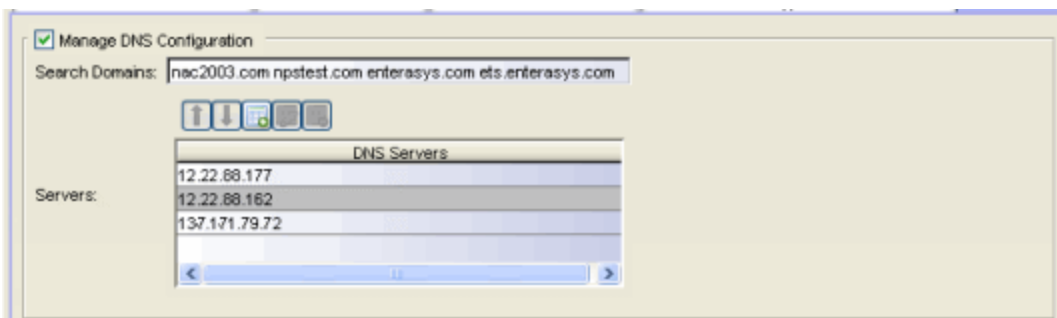 Manage DNS Configuration
Search Domains: nac2003.com npstest.com enterasys.com ets.enterasys.com
DNS Servers
12.22.88.177
Servers:
12.22.88.162
137.171.79.72